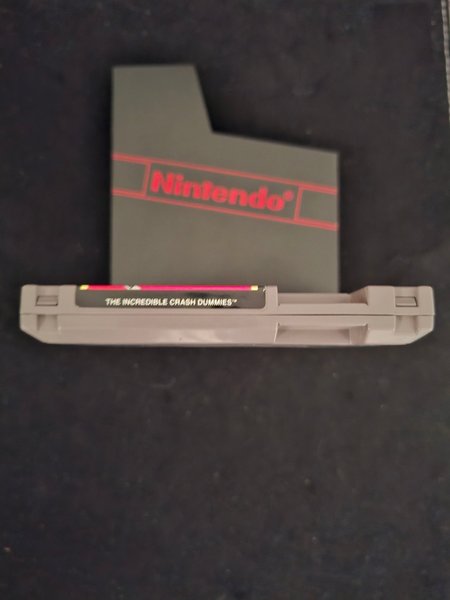 Nintendo®
THE INCREDIBLE CRASH DUMMIES™